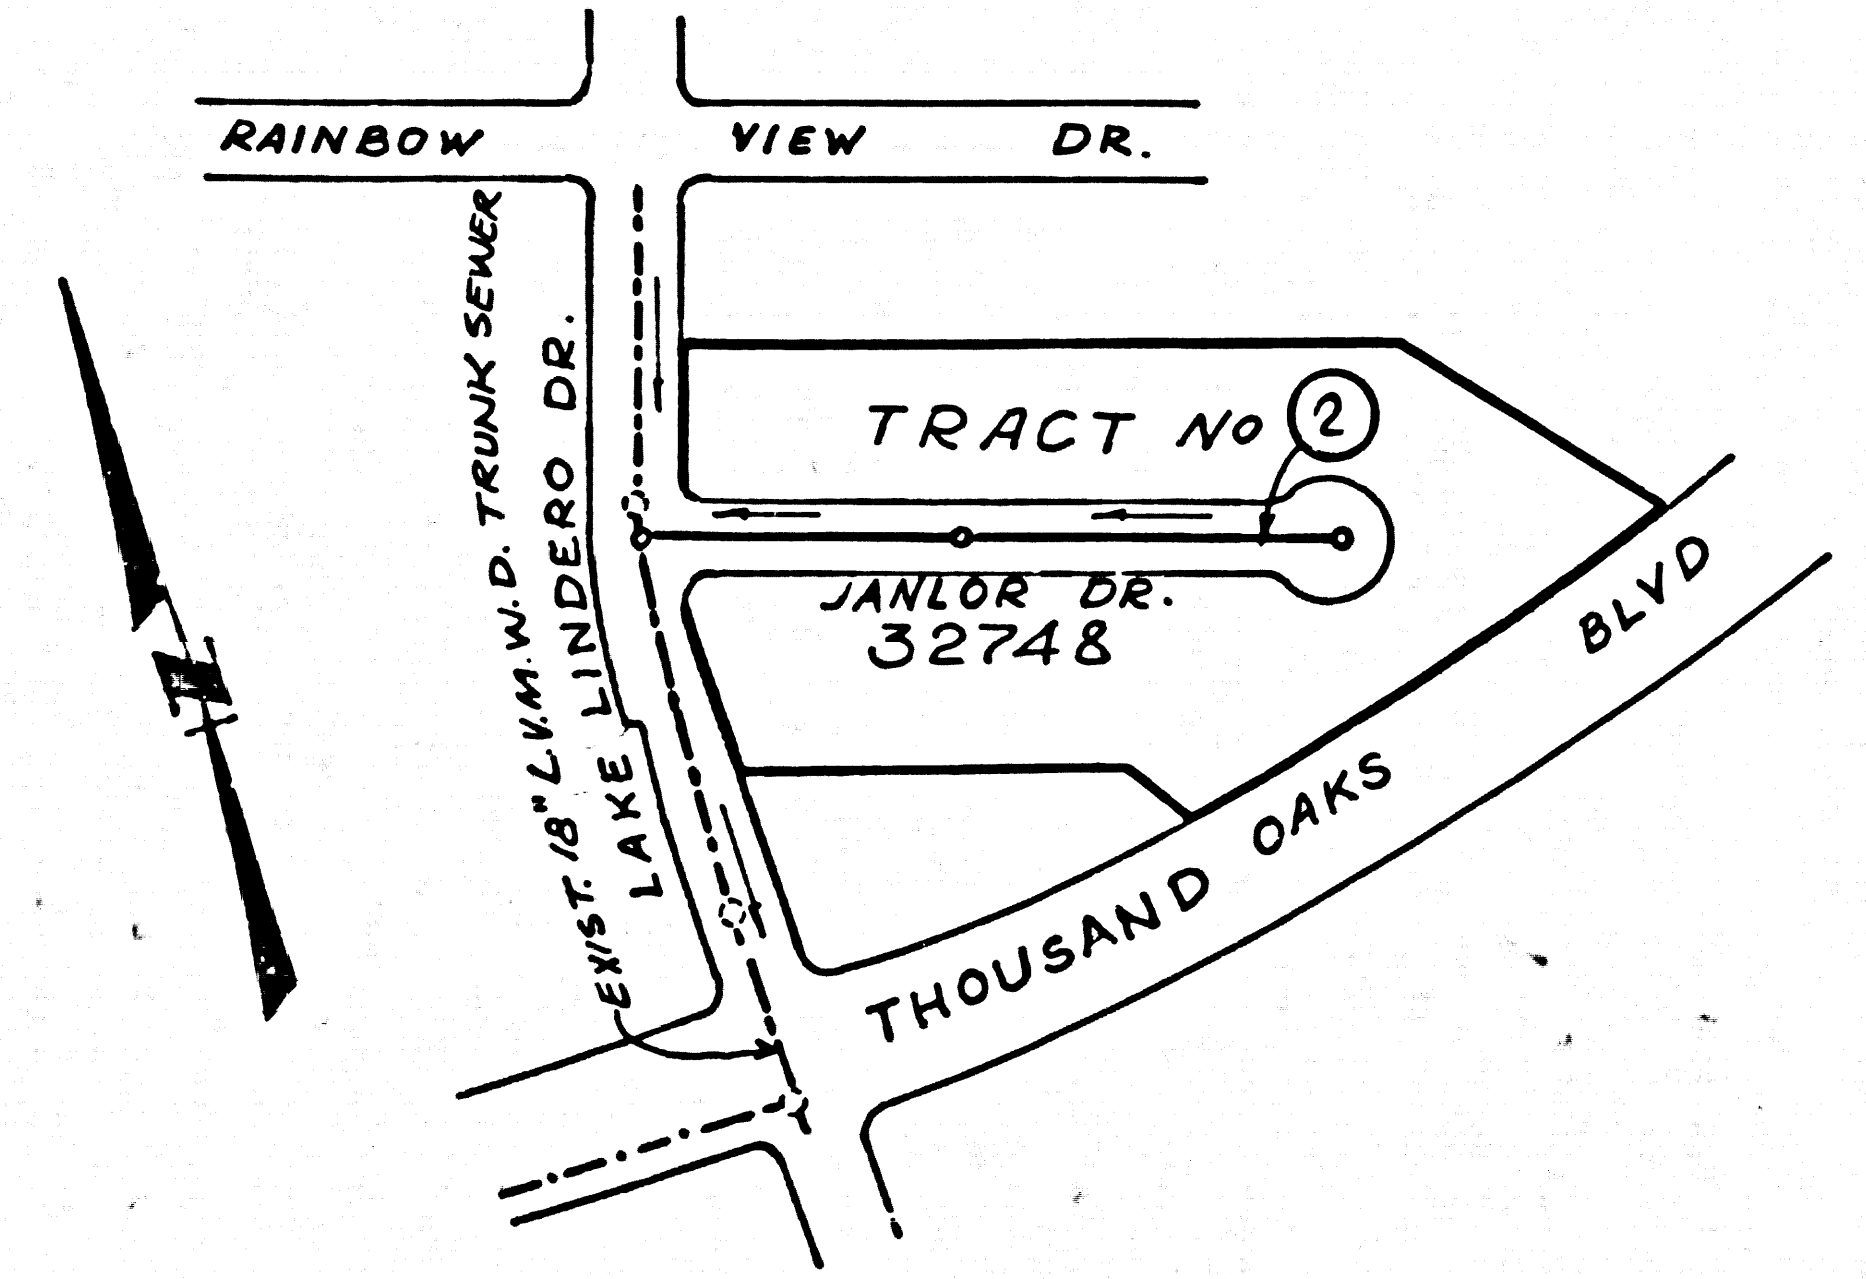 RAINBOW VIEW DR.
EXIST. 18" L.V.M.W.D. TRUNK SEWER
LAKE LINDERO DR.
TRACT No
2
JANLOR DR.
32748
THOUSAND OAKS BLVD
N